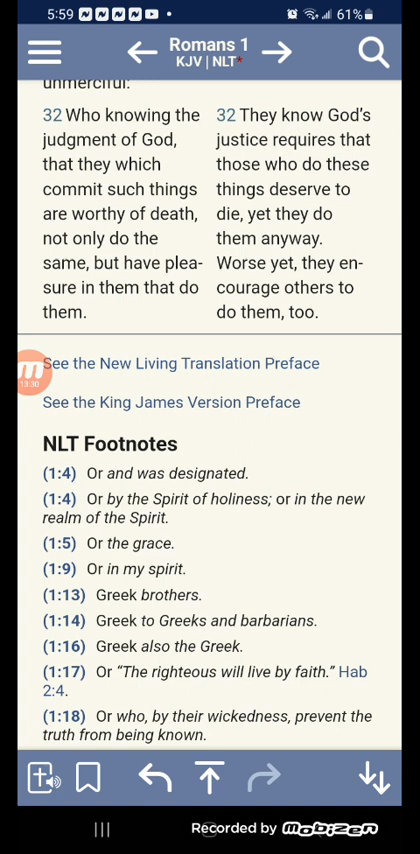 5:59
61%
Romans 1
KJV | NLT*
unmerciful:
32 Who knowing the
judgment of God,
that they which
commit such things
are worthy of death,
not only do the
same, but have plea-
sure in them that do
them.
32 They know God's
justice requires that
those who do these
things deserve to
die, yet they do
them anyway.
Worse yet, they en-
courage others to
do them, too.
See the New Living Translation Preface
13:30
See the King James Version Preface
NLT Footnotes
(1:4) Or and was designated.
(1:4) Or by the Spirit of holiness; or in the new
realm of the Spirit.
(1:5) Or the grace.
(1:9) Or in my spirit.
(1:13) Greek brothers.
(1:14) Greek to Greeks and barbarians.
(1:16) Greek also the Greek.
(1:17) Or “The righteous will live by faith.” Hab
2:4.
(1:18) Or who, by their wickedness, prevent the
truth from being known.
Recorded by mobizen